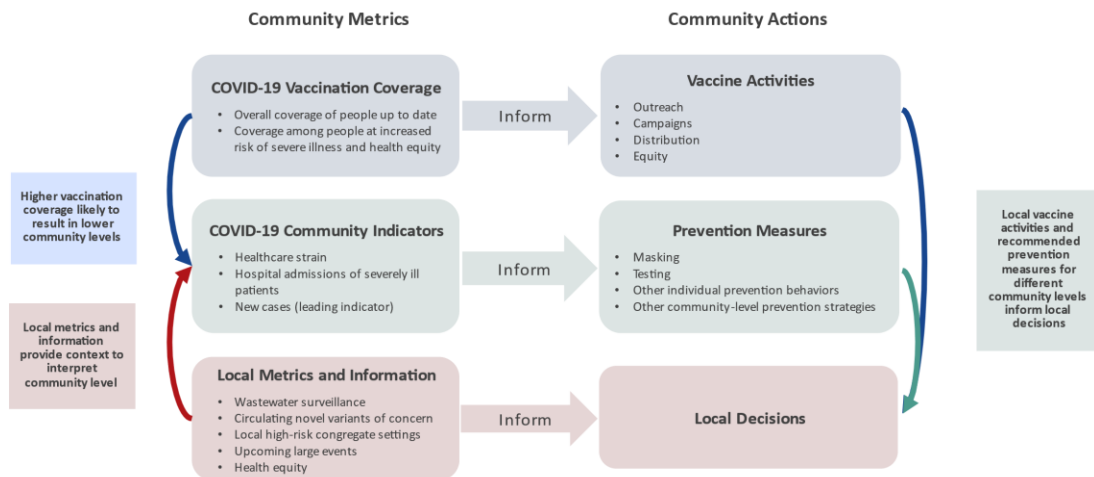 Community Metrics
Community Actions
COVID-19 Vaccination Coverage
• Overall coverage of people up to date
• Coverage among people at increased
risk of severe illness and health equity
Inform
Vaccine Activities
• Outreach
• Campaigns
• Distribution
• Equity
Higher vaccination
coverage likely to
result in lower
community levels
COVID-19 Community Indicators
• Healthcare strain
• Hospital admissions of severely ill
patients
• New cases (leading indicator)
Inform
Prevention Measures
• Masking
• Testing
• Other individual prevention behaviors
• Other community-level prevention strategies
Local vaccine
activities and
recommended
prevention
measures for
different
community levels
inform local
decisions
Local metrics and
information
provide context to
interpret
community level
Local Metrics and Information
• Wastewater surveillance
• Circulating novel variants of concern
• Local high-risk congregate settings
• Upcoming large events
• Health equity
Inform
Local Decisions